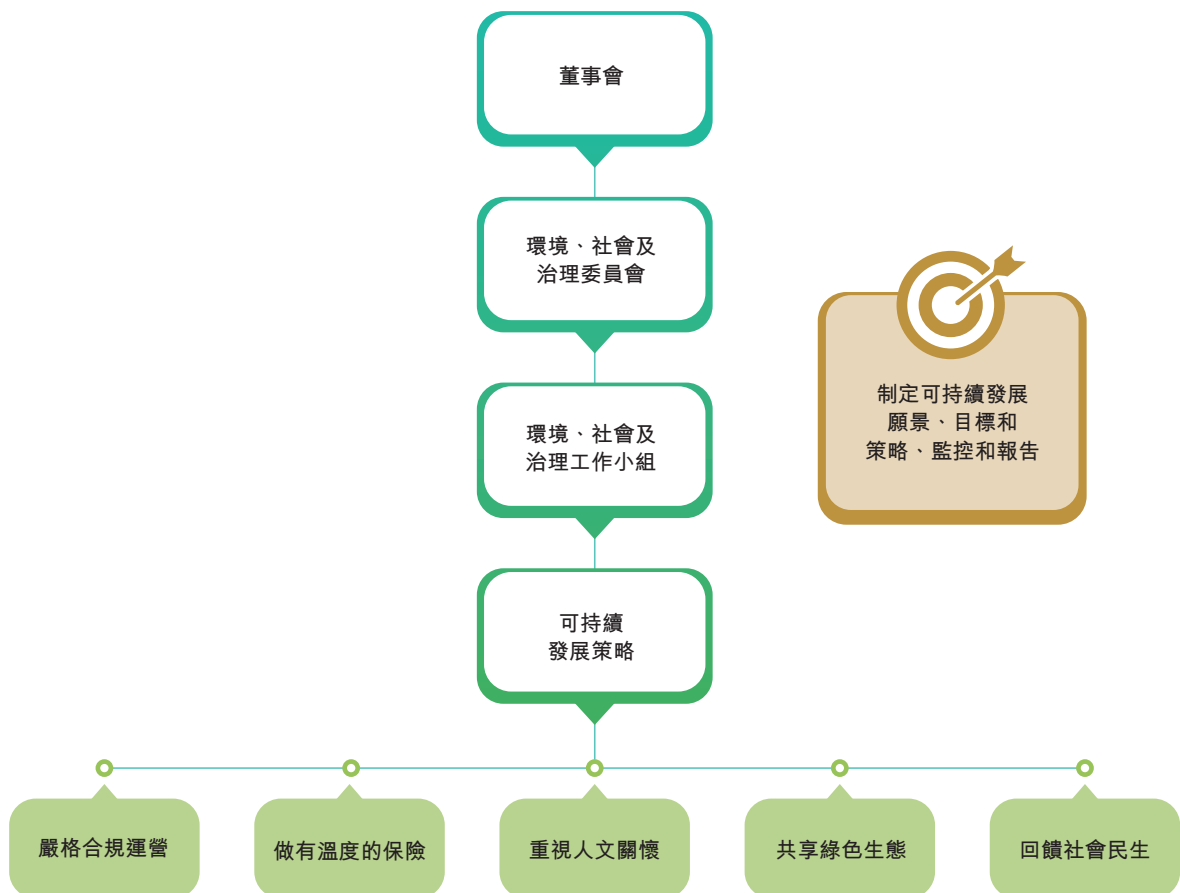 董事會
環境、社會及
治理委員會
環境、社會及
治理工作小組
制定可持續發展
願景、目標和
策略、監控和報告
可持續
發展策略
嚴格合規運營
做有溫度的保險
重視人文關懷
共享綠色生態
回饋社會民生